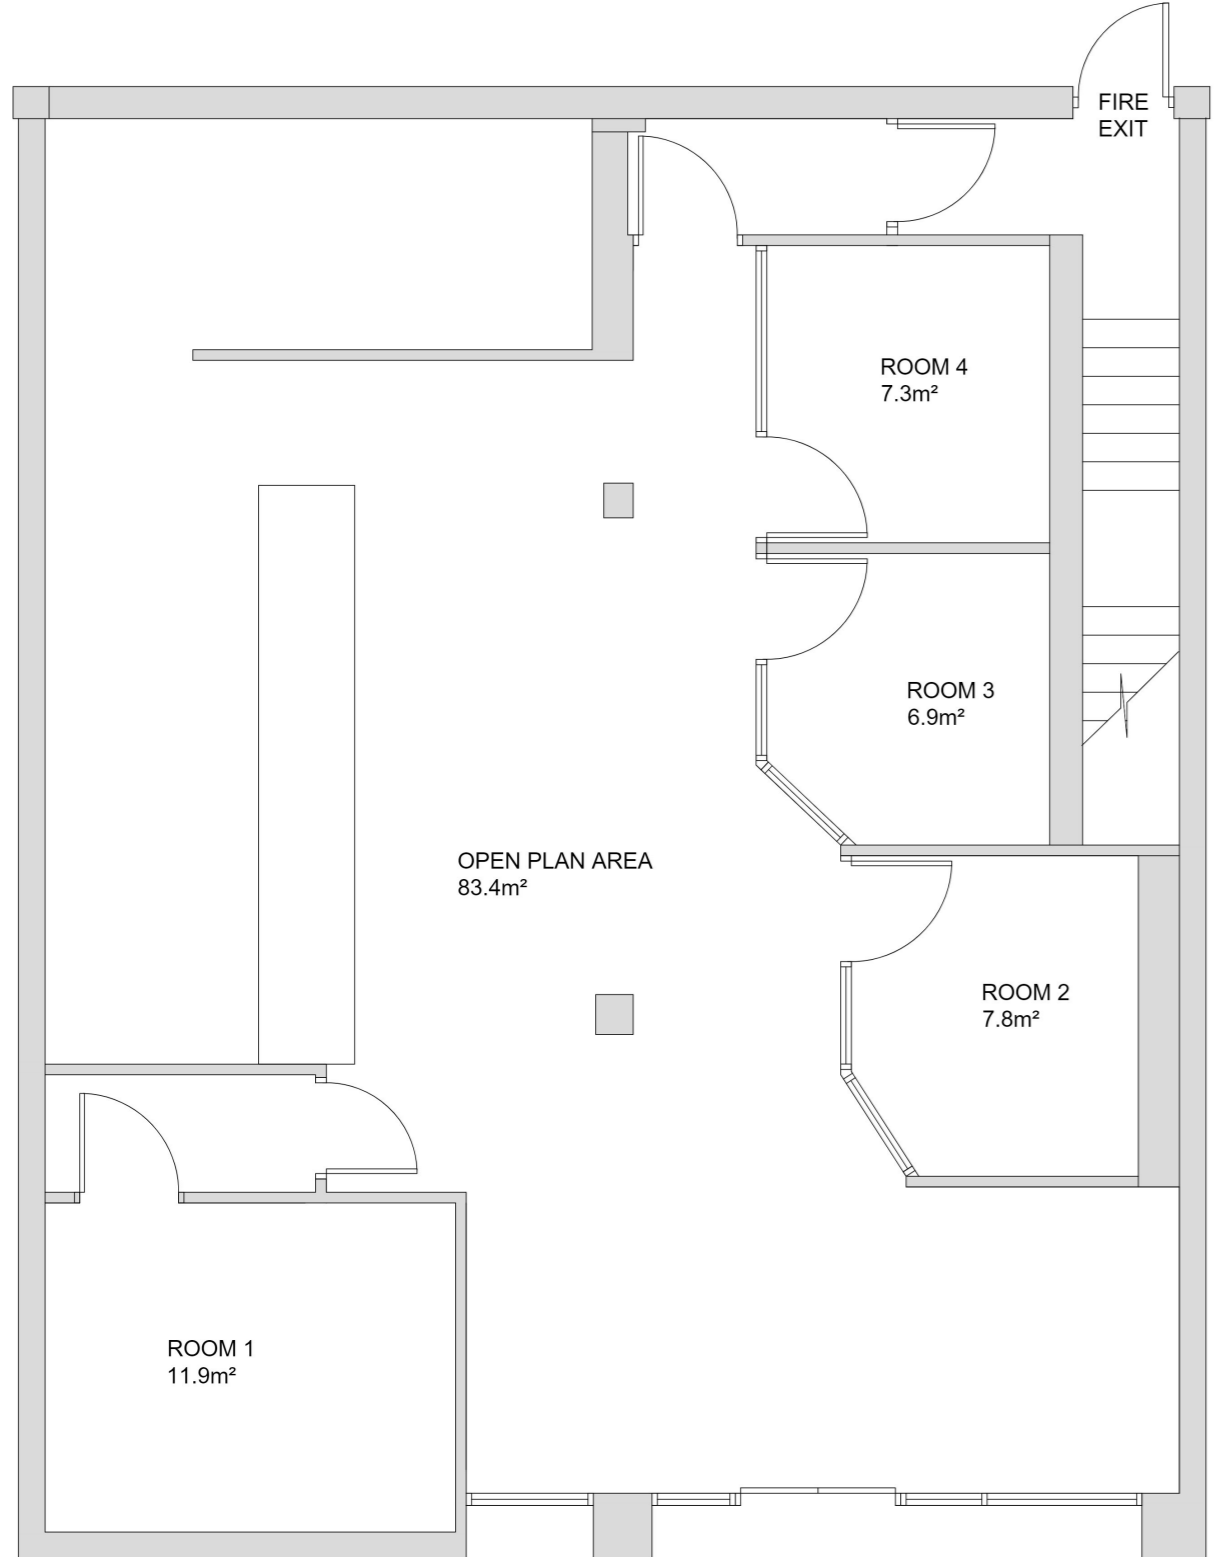 FIRE
EXIT
ROOM 4
7.3m²
ROOM 3
6.9m²
OPEN PLAN AREA
83.4m²
ROOM 2
7.8m²
ROOM 1
11.9m²